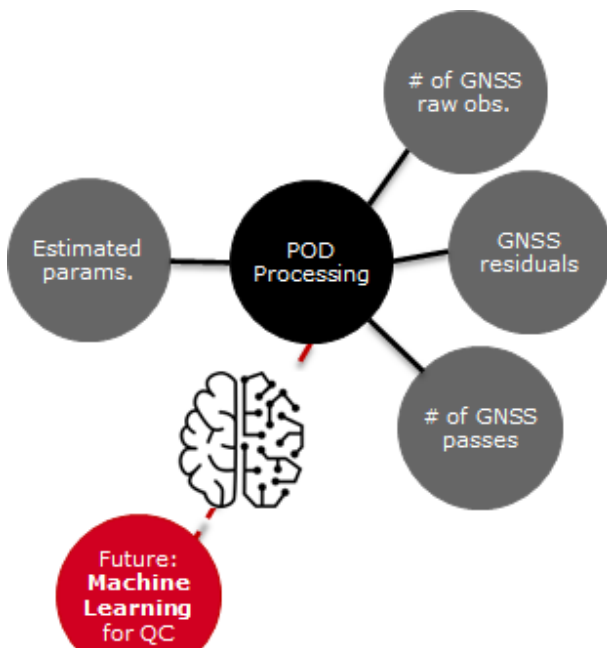 # of GNSS
raw obs.
Estimated
params.
POD
Processing
GNSS
residuals
# of GNSS
passes
Future:
Machine
Learning
for QC